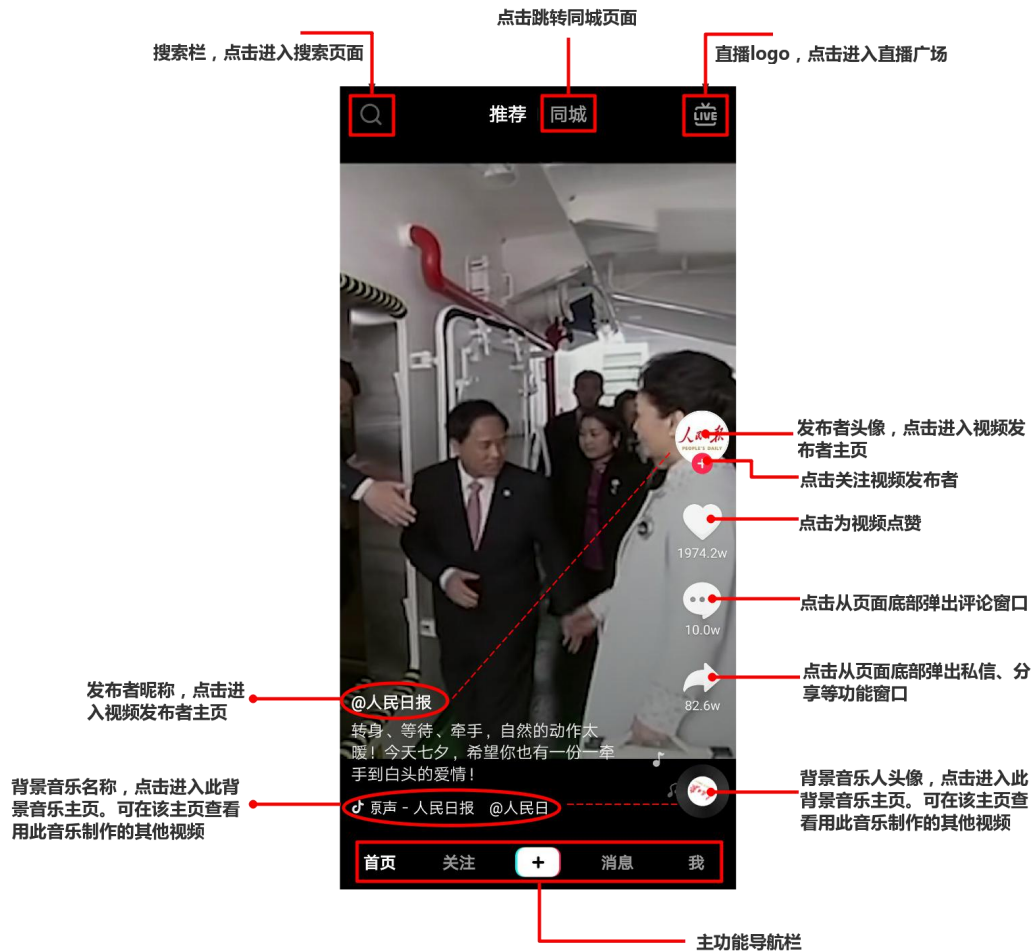 点击跳转同城页面
搜索栏，点击进入搜索页面
直播logo，点击进入直播广场
推荐
同城
LIVE
人民日报
PEOPLE'S DAILY
发布者头像，点击进入视频发
布者主页
点击关注视频发布者
点击为视频点赞
1974.2w
点击从页面底部弹出评论窗口
10.0w
点击从页面底部弹出私信、分
享等功能窗口
82.6w
发布者昵称，点击进
入视频发布者主页
@人民日报
转身、等待、牵手，自然的动作太
暖！今天七夕，希望你也有一份一牵
手到白头的爱情！
背景音乐名称，点击进入此背
景音乐主页。可在该主页查看
用此音乐制作的其他视频
原声 - 人民日报 @人民日
背景音乐人头像，点击进入此
背景音乐主页。可在该主页查
看用此音乐制作的其他视频
首页
关注
+
消息
我
主功能导航栏